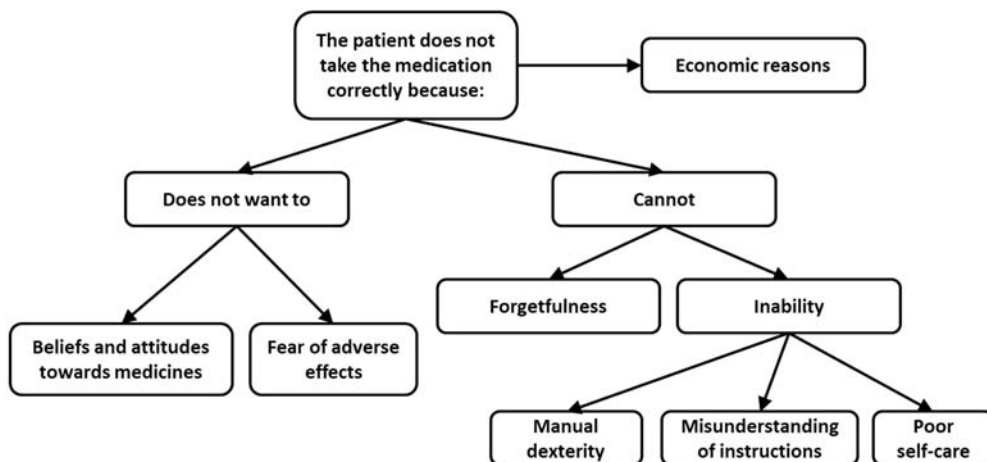 The patient does not
take the medication
correctly because:
Economic reasons
Does not want to
Cannot
Forgetfulness
Inability
Beliefs and attitudes
towards medicines
Fear of adverse
effects
Manual
dexterity
Misunderstanding
of instructions
Poor
self-care